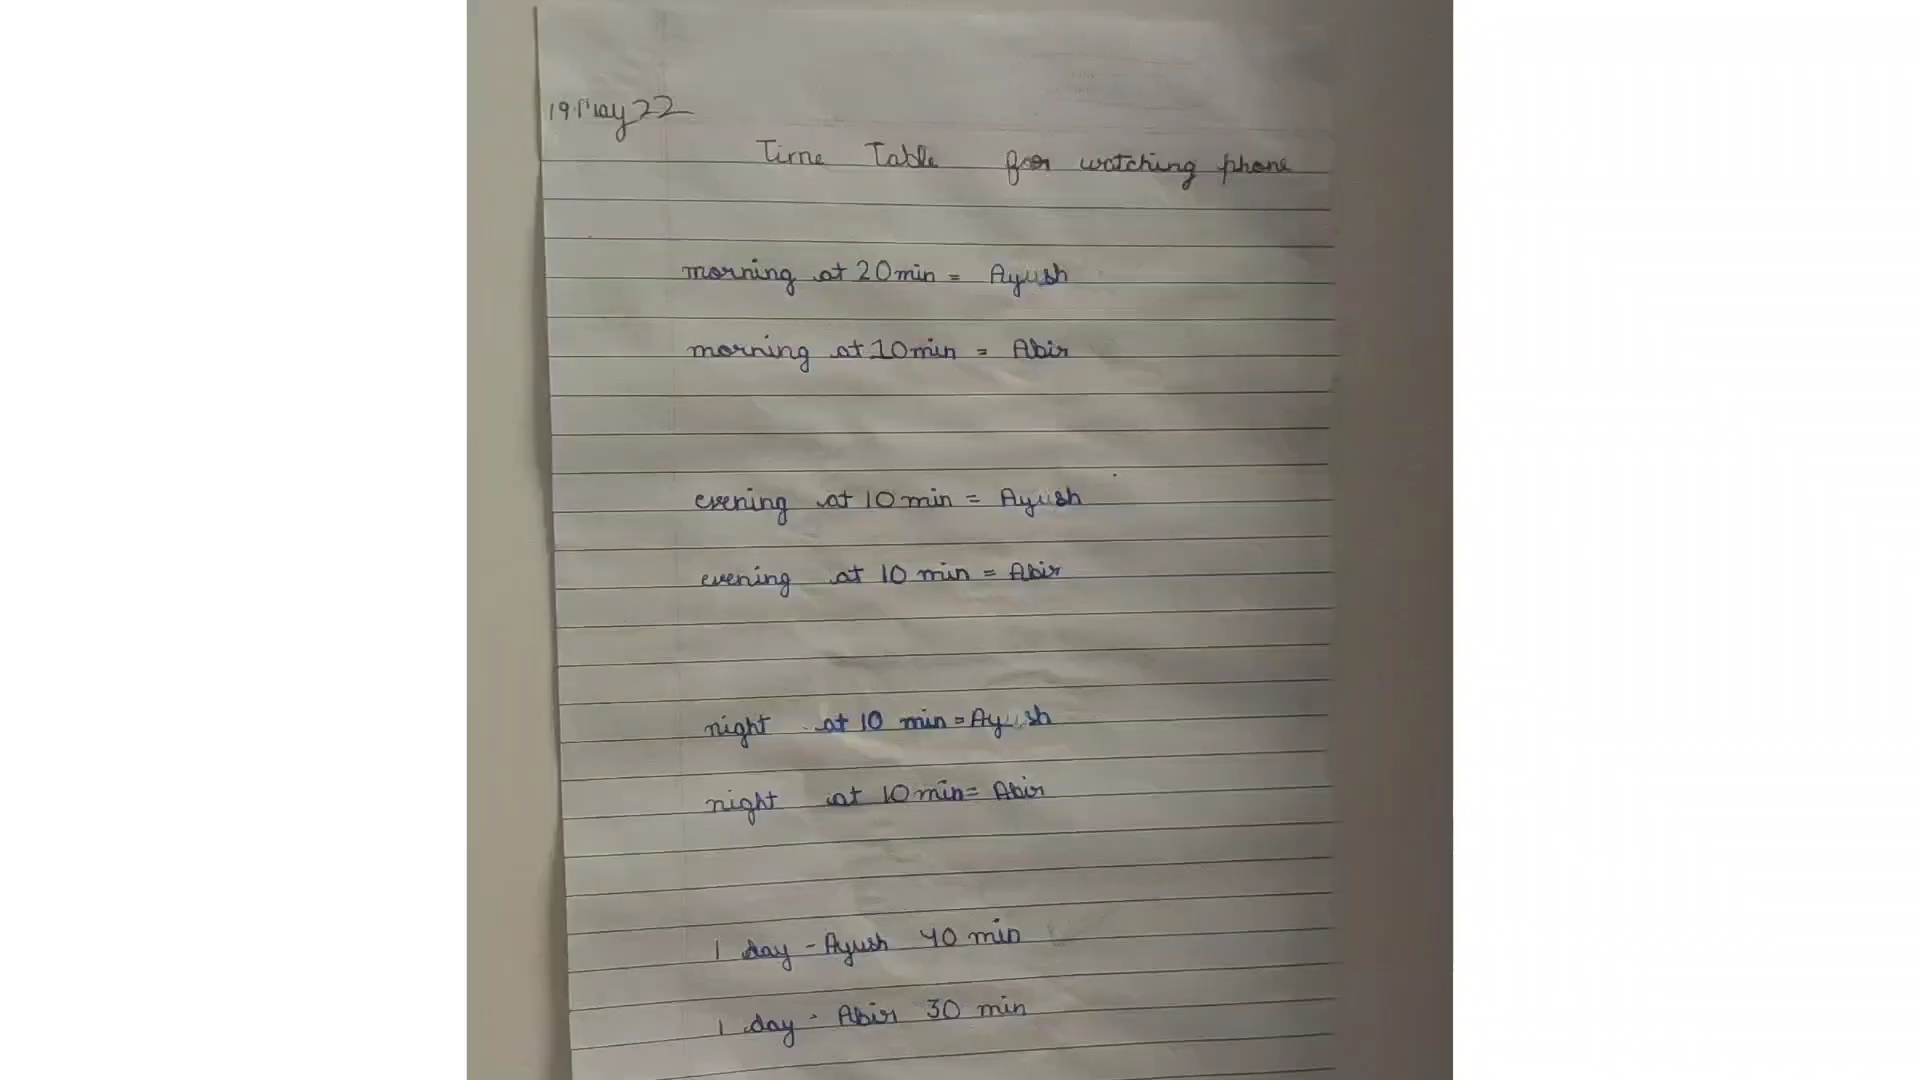 19 May 22
Time Table for watching phone
morning at 20 min = Ayush
morning at 10 min = Abir
evening at 10 min = Ayush
evening at 10 min = Abir
night at 10 min = Ayush
night at 10 min = Abir
1 day - Ayush 40 min
1 day - Abir 30 min